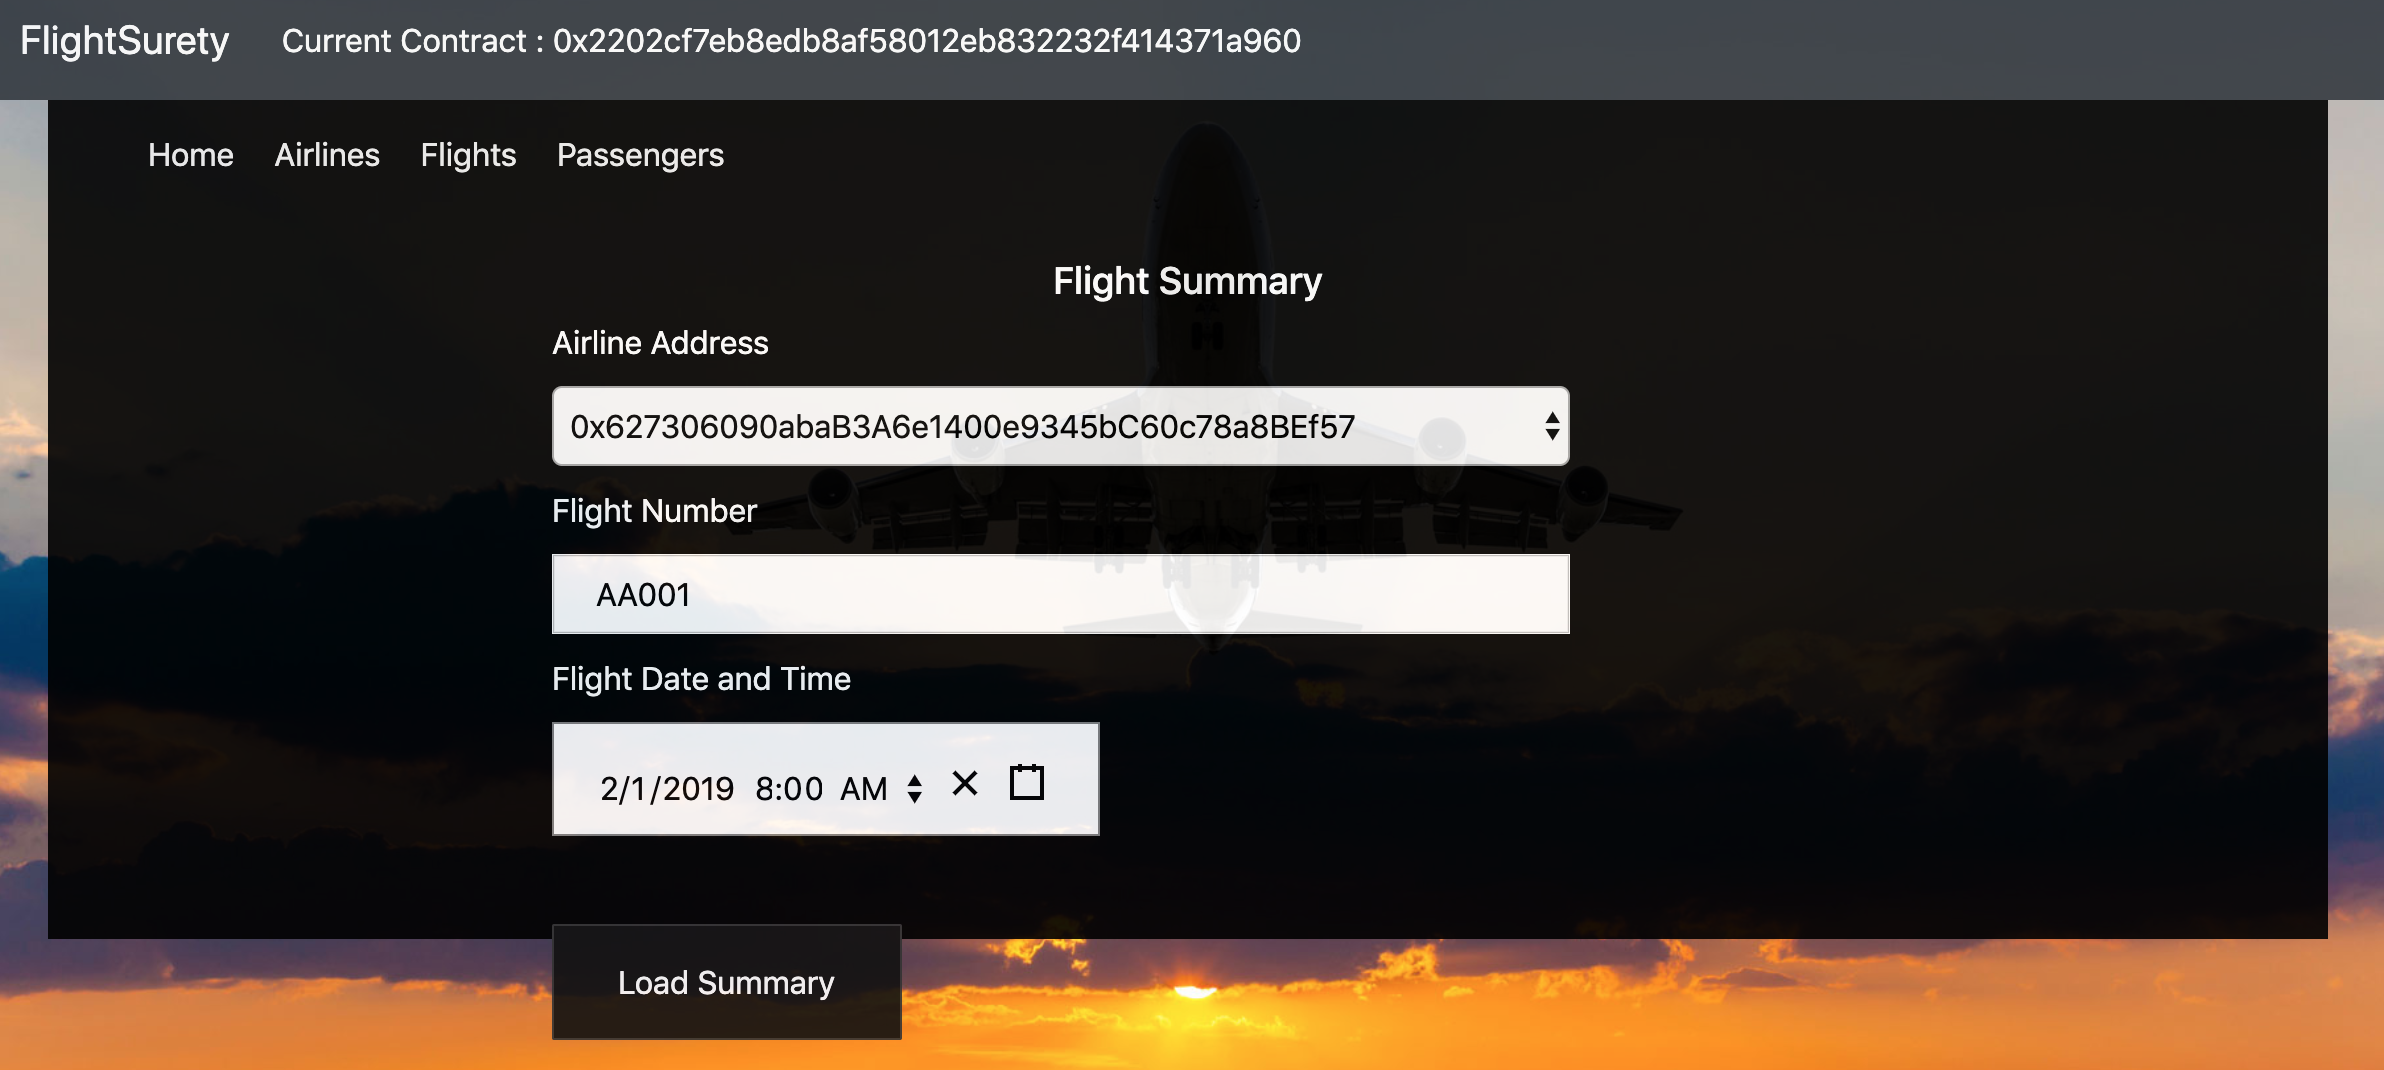 FlightSurety Current Contract : 0x2202cf7eb8edb8af58012eb832232f414371a960
Home Airlines Flights Passengers
Flight Summary
Airline Address
0x627306090abaB3A6e1400e9345bC60c78a8BEf57
Flight Number
AA001
Flight Date and Time
2/1/2019 8:00 AM
Load Summary